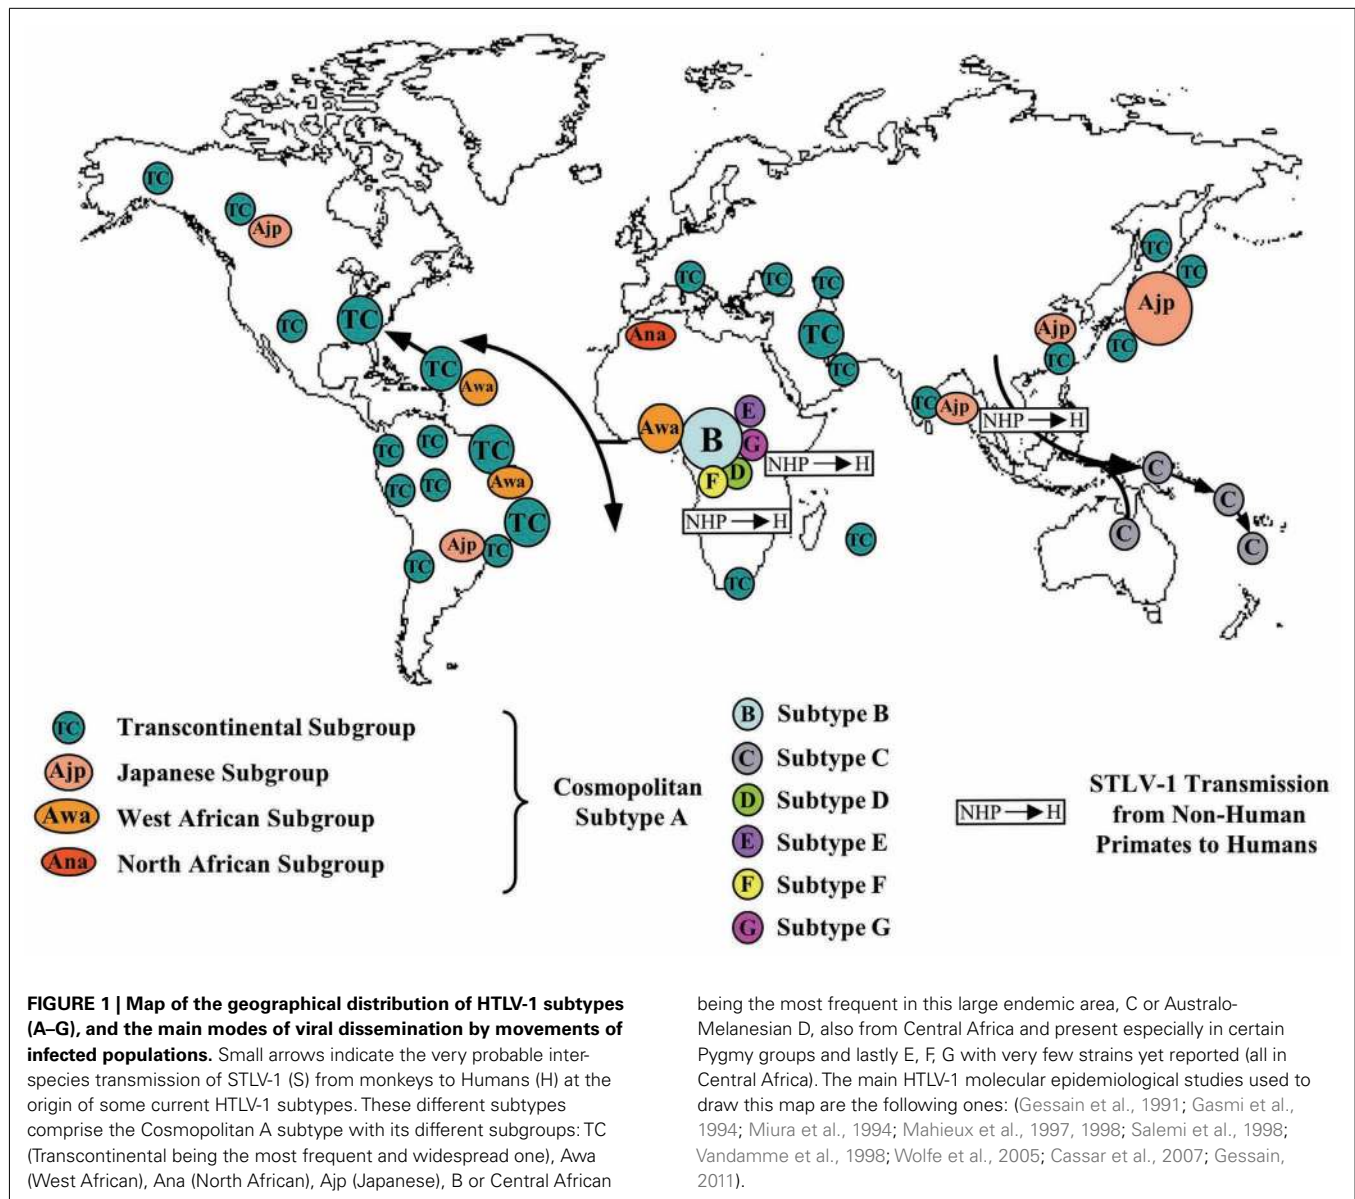 TC
TC
Ajp
TC
TC
TC
Awa
TC
TC
TC
TC
TC
Awa
TC
Ajp
TC
TC
TC
TC
TC
Ana
TC
TC
Awa
B
E
G
D
F
NHP H
NHP H
TC
TC
TC
TC
Ajp
Ajp
TC
TC
TC
Ajp
NHP H
C
C
C
C
TC Transcontinental Subgroup
Ajp Japanese Subgroup
Awa West African Subgroup
Ana North African Subgroup
Cosmopolitan
Subtype A
B Subtype B
C Subtype C
D Subtype D
E Subtype E
F Subtype F
G Subtype G
NHP H
STLV-1 Transmission
from Non-Human
Primates to Humans
FIGURE 1 | Map of the geographical distribution of HTLV-1 subtypes
(A–G), and the main modes of viral dissemination by movements of
infected populations. Small arrows indicate the very probable inter-
species transmission of STLV-1 (S) from monkeys to Humans (H) at the
origin of some current HTLV-1 subtypes. These different subtypes
comprise the Cosmopolitan A subtype with its different subgroups: TC
(Transcontinental being the most frequent and widespread one), Awa
(West African), Ana (North African), Ajp (Japanese), B or Central African
being the most frequent in this large endemic area, C or Australo-
Melanesian D, also from Central Africa and present especially in certain
Pygmy groups and lastly E, F, G with very few strains yet reported (all in
Central Africa). The main HTLV-1 molecular epidemiological studies used to
draw this map are the following ones: (Gessain et al., 1991; Gasmi et al.,
1994; Miura et al., 1994; Mahieux et al., 1997, 1998; Salemi et al., 1998;
Vandamme et al., 1998; Wolfe et al., 2005; Cassar et al., 2007; Gessain,
2011).